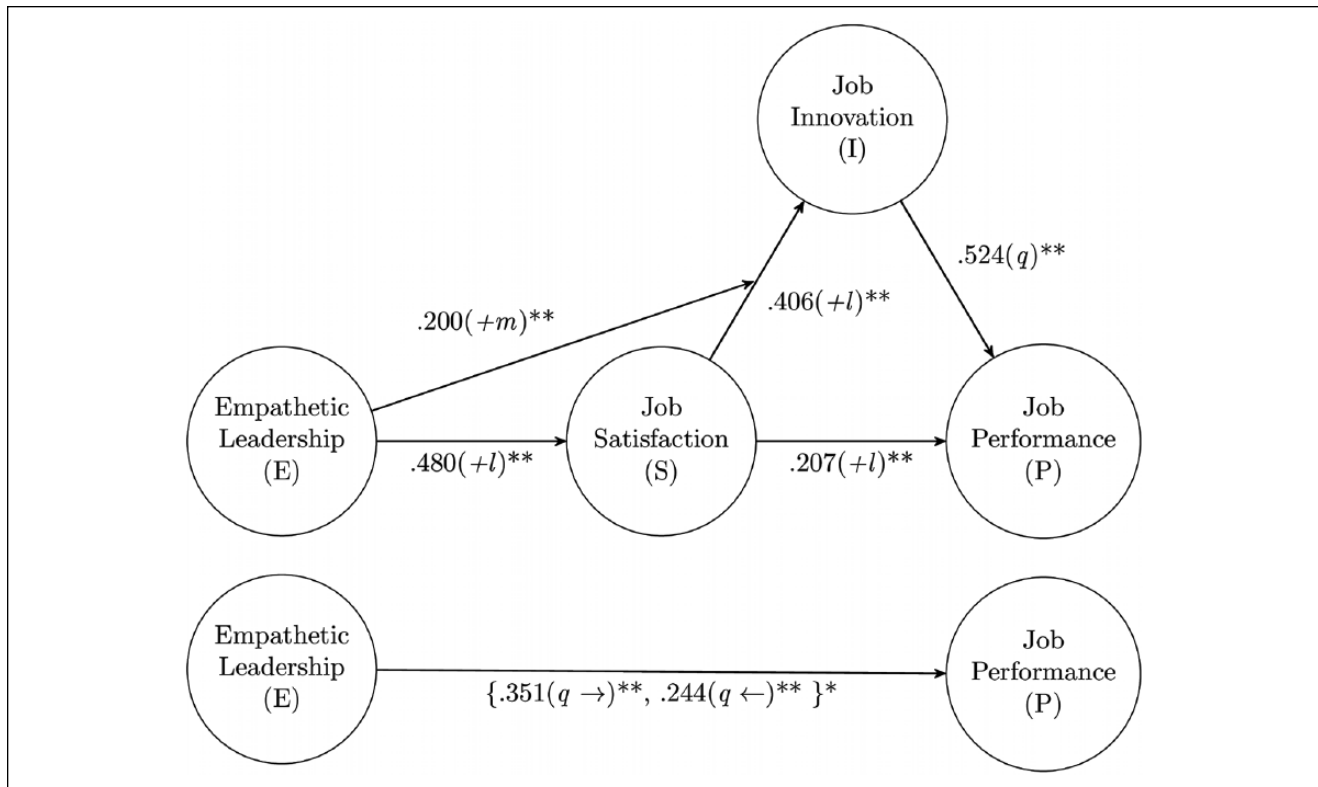 Job
Innovation
(I)
.524(q)**
.406(+l)**
.200(+m)**
Empathetic
Leadership
(E)
.480(+l)**
Job
Satisfaction
(S)
.207(+l)**
Job
Performance
(P)
Empathetic
Leadership
(E)
{.351(q →)**, .244(q ←)** }*
Job
Performance
(P)